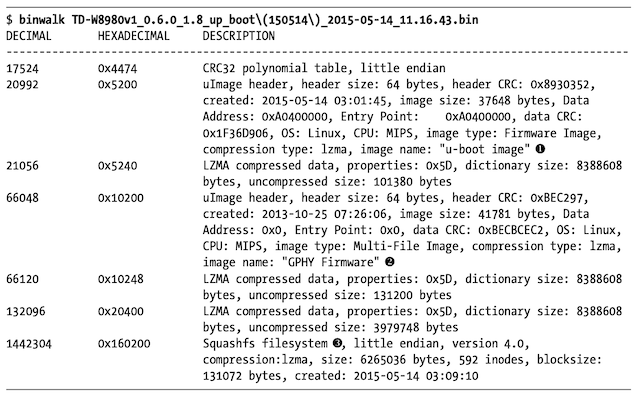 $ binwalk TD-W8980v1_0.6.0_1.8_up_boot\(150514\)_2015-05-14_11.16.43.bin
DECIMAL HEXADECIMAL DESCRIPTION
--------------------------------------------------------------------------------
17524 0x4474 CRC32 polynomial table, little endian
20992 0x5200 uImage header, header size: 64 bytes, header CRC: 0x8930352,
created: 2015-05-14 03:01:45, image size: 37648 bytes, Data
Address: 0xA0400000, Entry Point: 0xA0400000, data CRC:
0x1F36D906, OS: Linux, CPU: MIPS, image type: Firmware Image,
compression type: lzma, image name: "u-boot image" ❶
21056 0x5240 LZMA compressed data, properties: 0x5D, dictionary size: 8388608
bytes, uncompressed size: 101380 bytes
66048 0x10200 uImage header, header size: 64 bytes, header CRC: 0xBEC297,
created: 2013-10-25 07:26:06, image size: 41781 bytes, Data
Address: 0x0, Entry Point: 0x0, data CRC: 0xBECBCEC2, OS: Linux,
CPU: MIPS, image type: Multi-File Image, compression type: lzma,
image name: "GPHY Firmware" ❷
66120 0x10248 LZMA compressed data, properties: 0x5D, dictionary size: 8388608
bytes, uncompressed size: 131200 bytes
132096 0x20400 LZMA compressed data, properties: 0x5D, dictionary size: 8388608
bytes, uncompressed size: 3979748 bytes
1442304 0x160200 Squashfs filesystem ❸, little endian, version 4.0,
compression:lzma, size: 6265036 bytes, 592 inodes, blocksize:
131072 bytes, created: 2015-05-14 03:09:10